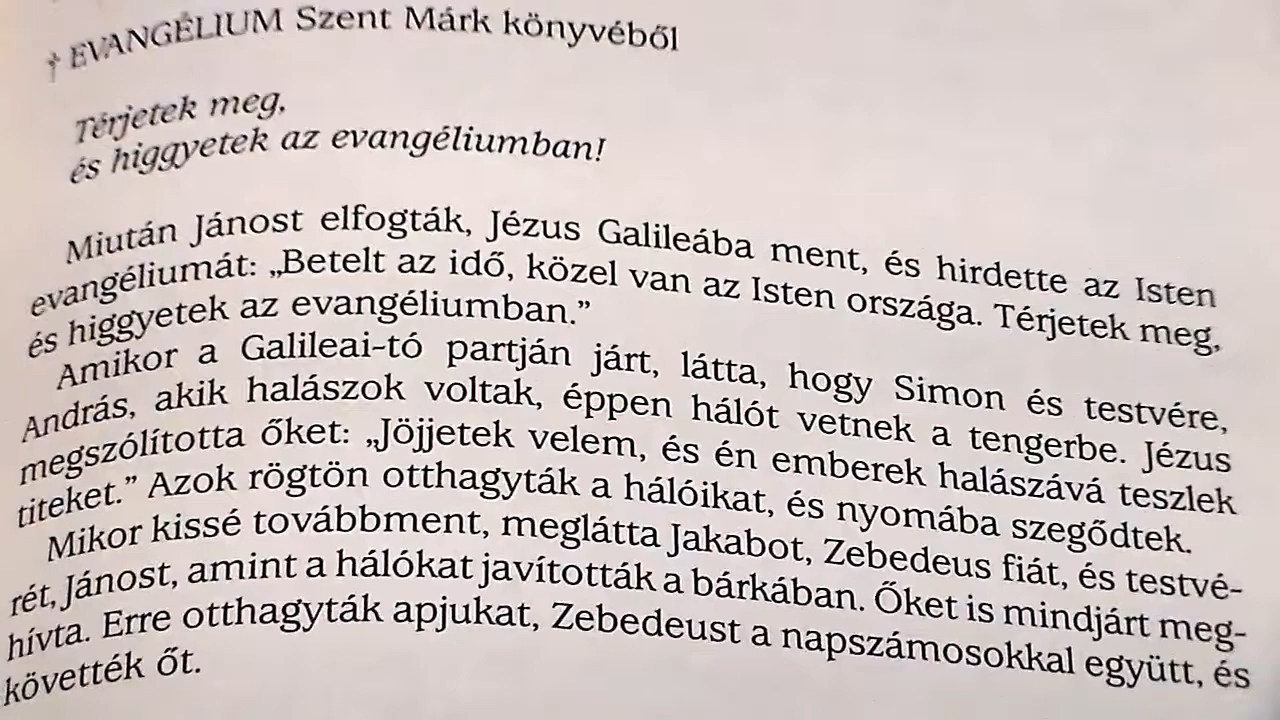 † EVANGÉLIUM Szent Márk könyvéből
Térjetek meg,
és higgyetek az evangéliumban!
Miután Jánost elfogták, Jézus Galileába ment, és hirdette az Isten
evangéliumát: „Betelt az idő, közel van az Isten országa. Térjetek meg,
és higgyetek az evangéliumban.”
Amikor a Galileai-tó partján járt, látta, hogy Simon és testvére,
András, akik halászok voltak, éppen hálót vetnek a tengerbe. Jézus
megszólította őket: „Jöjjetek velem, és én emberek halászává teszlek
titeket.” Azok rögtön otthagyták a hálóikat, és nyomába szegődtek.
Mikor kissé továbbment, meglátta Jakabot, Zebedeus fiát, és testvé-
rét, Jánost, amint a hálókat javították a bárkában. Őket is mindjárt meg-
hívta. Erre otthagyták apjukat, Zebedeust a napszámosokkal együtt, és
követték őt.